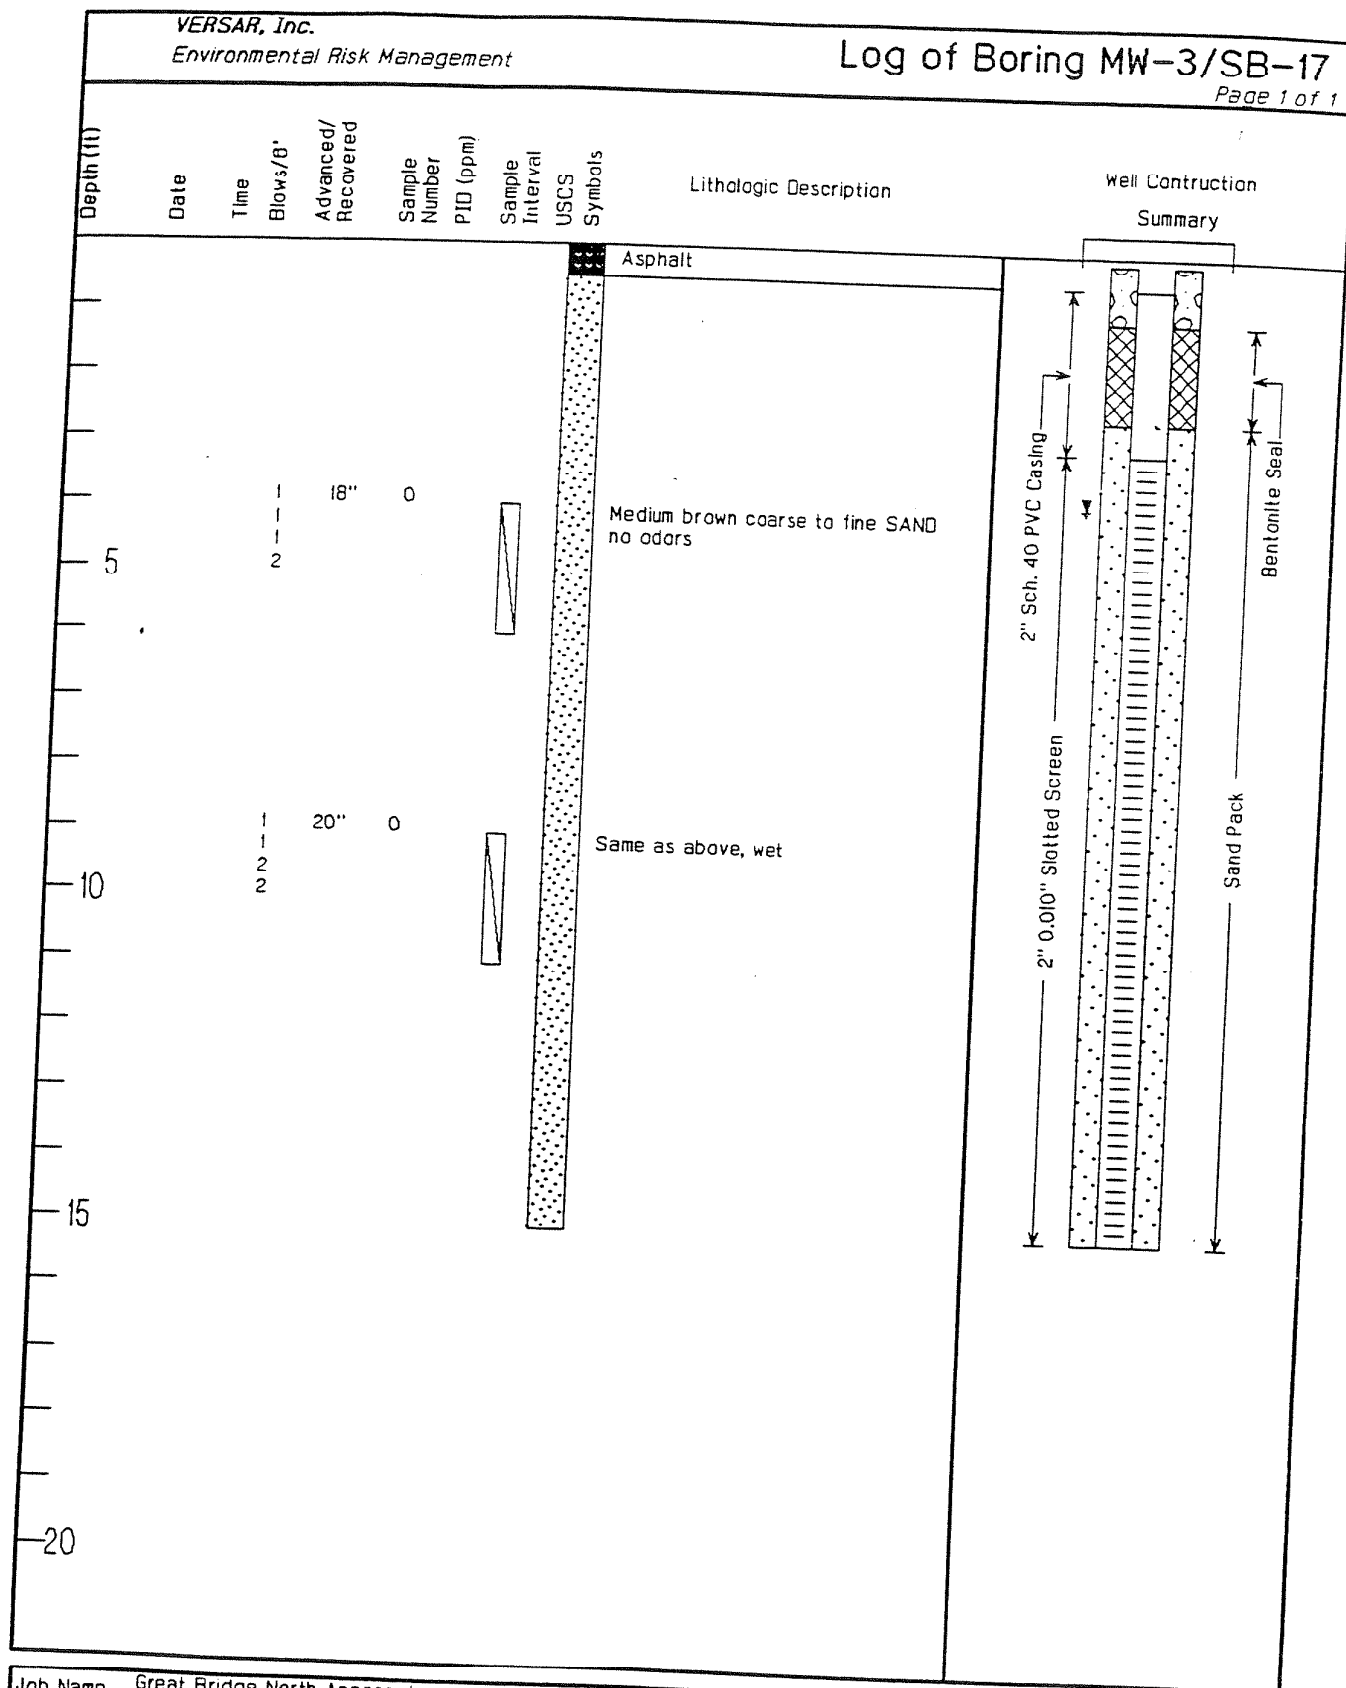 VERSAR, Inc.
Environmental Risk Management
Log of Boring MW-3/SB-17
Page 1 of 1
Depth (ft)
Date
Time
Blows/6"
Advanced/
Recovered
Sample
Number
PID (ppm)
Sample
Interval
USCS
Symbols
Lithologic Description
Well Contruction
Summary
Asphalt
1 18" 0
1
1
2
5
Medium brown coarse to fine SAND
no odors
1 20" 0
1
2
2
10
Same as above, wet
15
20
2" Sch. 40 PVC Casing
2" 0.010" Slotted Screen
Bentonite Seal
Sand Pack
Job Name Great Bridge North